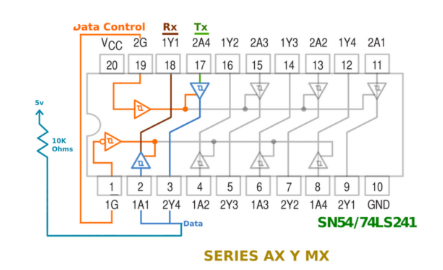 Data Control Rx Tx
VCC 2G 1Y1 2A4 1Y2 2A3 1Y3 2A2 1Y4 2A1
20 19 18 17 16 15 14 13 12 11
5v
10K
Ohms
1 2 3 4 5 6 7 8 9 10
1G 1A1 2Y4 1A2 2Y3 1A3 2Y2 1A4 2Y1 GND
Data
SN54/74LS241
SERIES AX Y MX